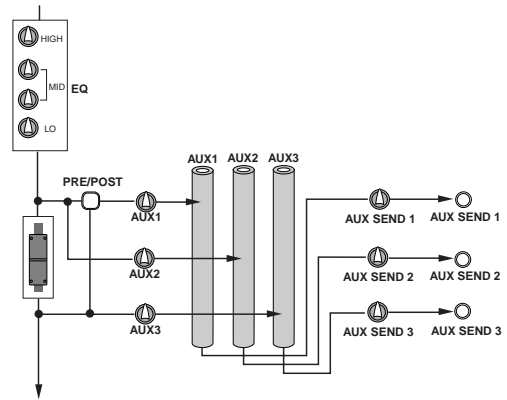 HIGH
MID
EQ
LO
AUX1 AUX2 AUX3
PRE/POST
AUX1
AUX SEND 1 AUX SEND 1
AUX2
AUX SEND 2 AUX SEND 2
AUX3
AUX SEND 3 AUX SEND 3